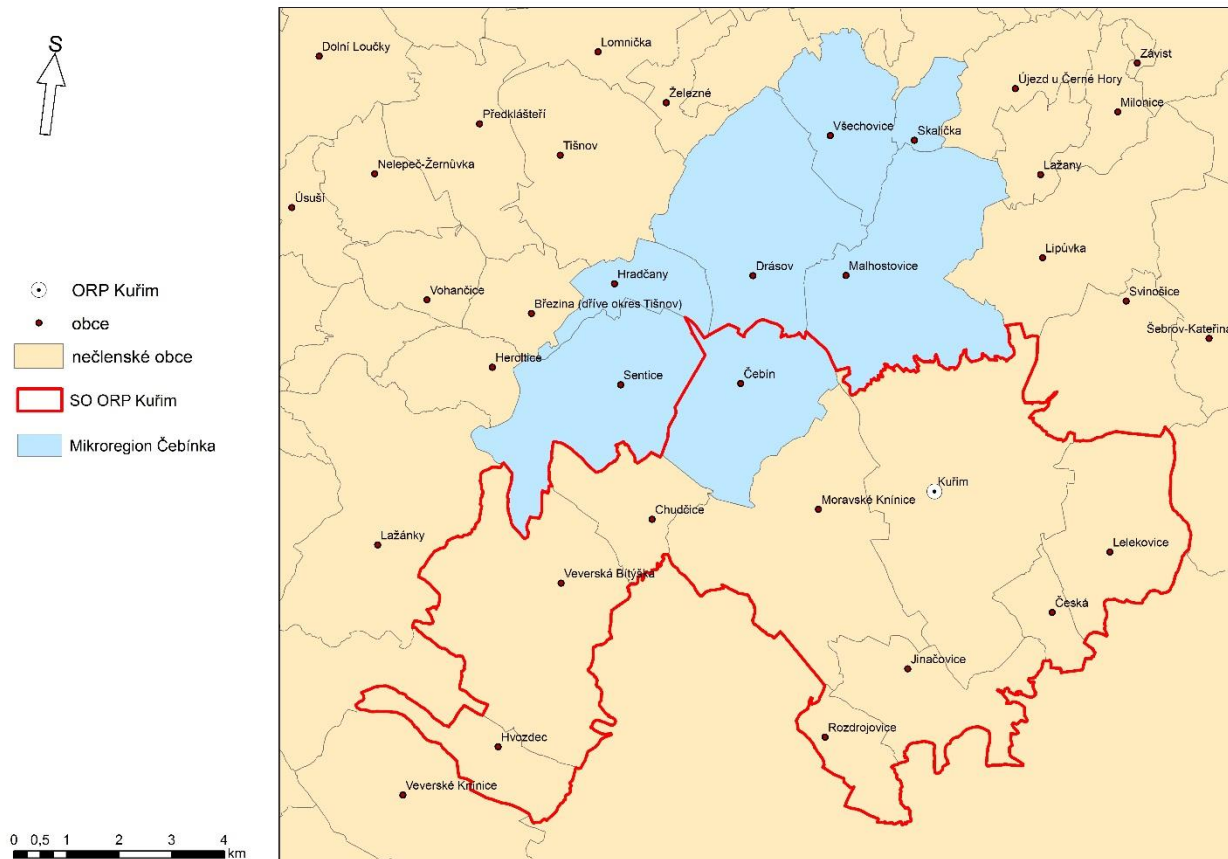 S
ORP Kuřim
obce
nečlenské obce
SO ORP Kuřim
Mikroregion Čebínka
0 0,5 1 2 3 4
km
Dolní Loučky
Lomnička
Závist
Újezd u Černé Hory
Železné
Milonice
Předklášteří
Všechovice
Skalička
Tišnov
Nelepeč-Žernůvka
Lažany
Úsuší
Lipůvka
Hradčany
Drásov
Malhostovice
Svinošice
Vohančice
Březina (dříve okres Tišnov)
Šebrov-Kateřina
Heroltice
Sentice
Čebín
Kuřim
Moravské Knínice
Chudčice
Lažánky
Lelekovice
Veverská Bítýška
Česká
Jinačovice
Rozdrojovice
Hvozdec
Veverské Knínice